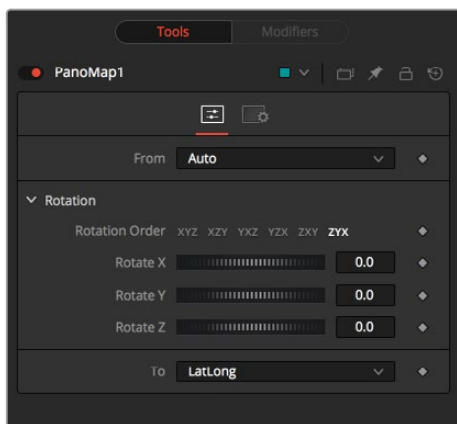 Tools Modifiers
PanoMap1
From Auto
Rotation
Rotation Order XYZ XZY YXZ YZX ZXY ZYX
Rotate X 0.0
Rotate Y 0.0
Rotate Z 0.0
To LatLong